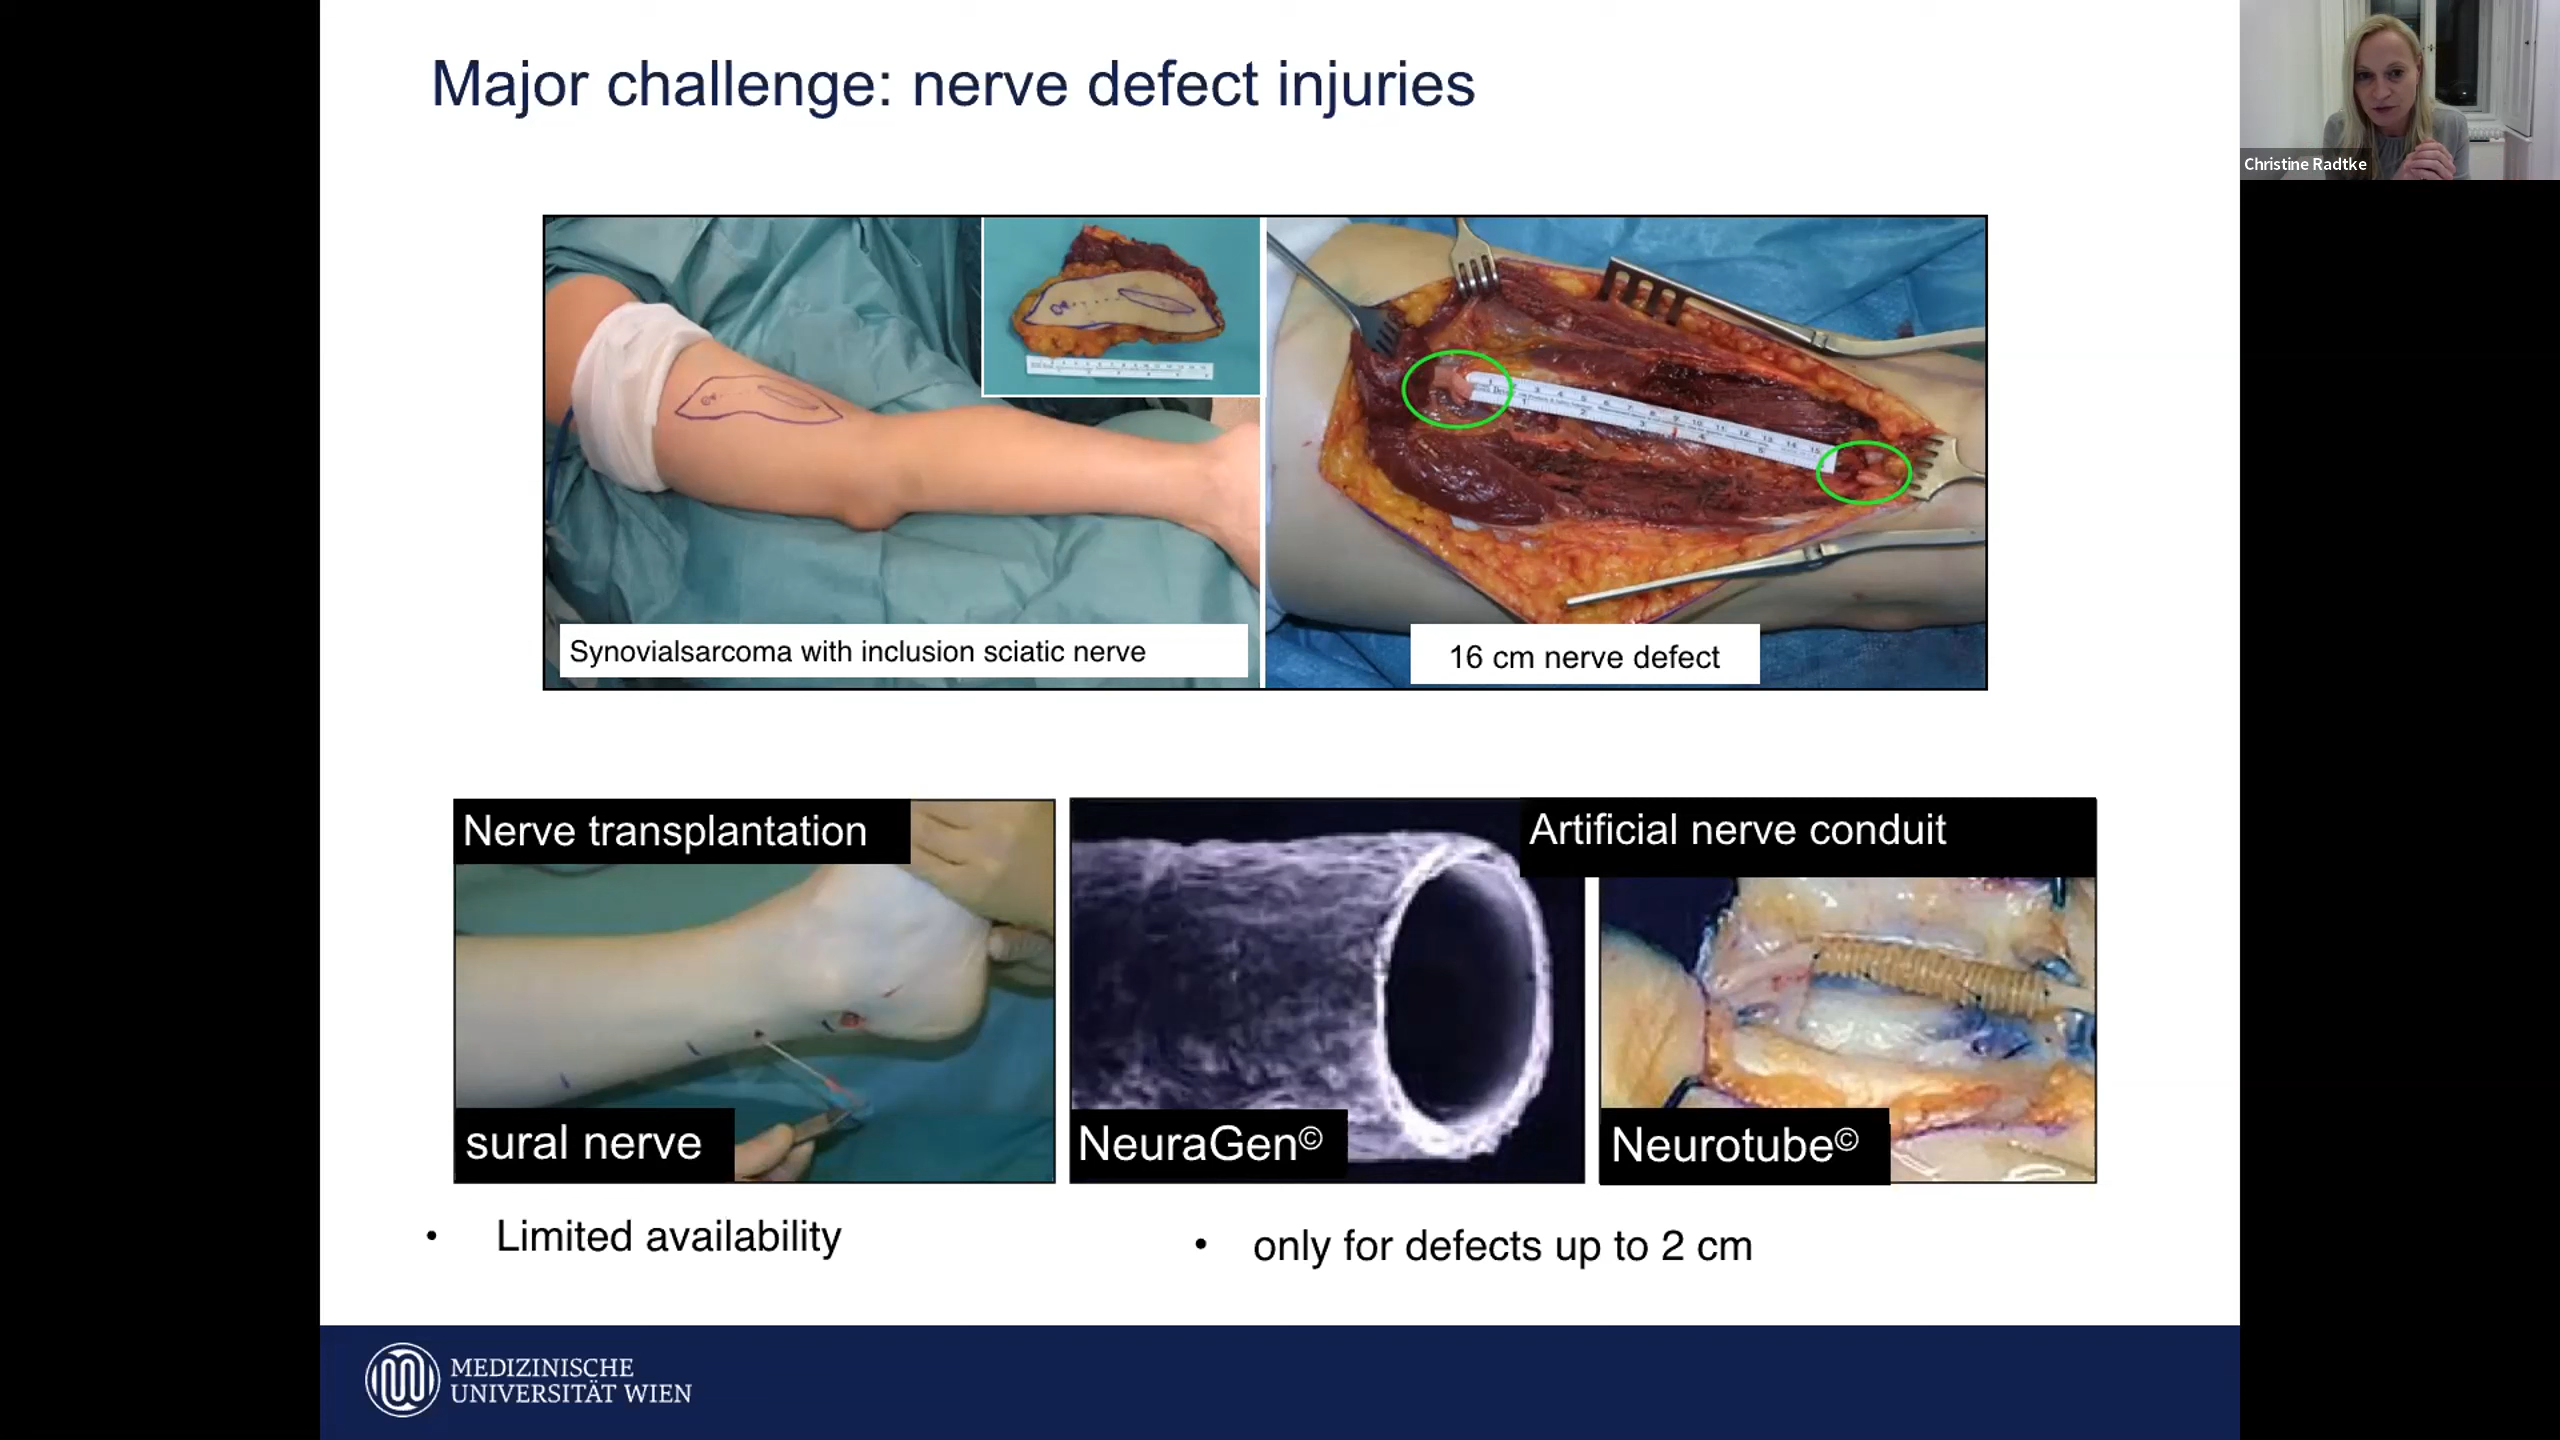 Major challenge: nerve defect injuries
Christine Radtke
Synovialsarcoma with inclusion sciatic nerve
16 cm nerve defect
Nerve transplantation
Artificial nerve conduit
sural nerve
NeuraGen©
Neurotube©
• Limited availability
• only for defects up to 2 cm
MEDIZINISCHE
UNIVERSITÄT WIEN